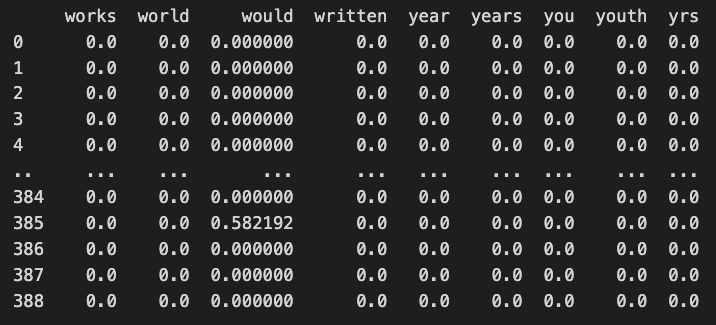 works world would written year years you youth yrs
0 0.0 0.0 0.000000 0.0 0.0 0.0 0.0 0.0 0.0
1 0.0 0.0 0.000000 0.0 0.0 0.0 0.0 0.0 0.0
2 0.0 0.0 0.000000 0.0 0.0 0.0 0.0 0.0 0.0
3 0.0 0.0 0.000000 0.0 0.0 0.0 0.0 0.0 0.0
4 0.0 0.0 0.000000 0.0 0.0 0.0 0.0 0.0 0.0
.. ... ... ... ... ... ... ... ... ...
384 0.0 0.0 0.000000 0.0 0.0 0.0 0.0 0.0 0.0
385 0.0 0.0 0.582192 0.0 0.0 0.0 0.0 0.0 0.0
386 0.0 0.0 0.000000 0.0 0.0 0.0 0.0 0.0 0.0
387 0.0 0.0 0.000000 0.0 0.0 0.0 0.0 0.0 0.0
388 0.0 0.0 0.000000 0.0 0.0 0.0 0.0 0.0 0.0